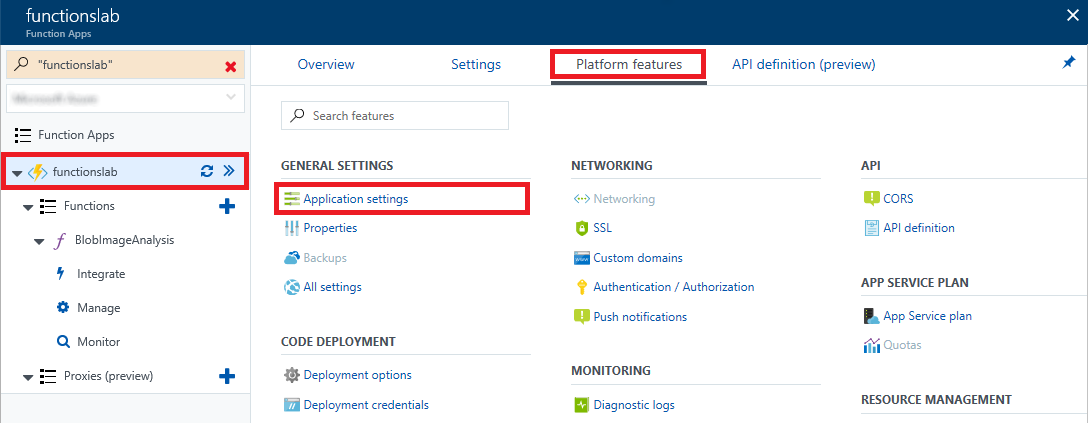 functionslab
Function Apps
"functionslab"
Function Apps
functionslab
Functions
BlobImageAnalysis
Integrate
Manage
Monitor
Proxies (preview)
Overview
Settings
Platform features
API definition (preview)
Search features
GENERAL SETTINGS
Application settings
Properties
Backups
All settings
CODE DEPLOYMENT
Deployment options
Deployment credentials
NETWORKING
Networking
SSL
Custom domains
Authentication / Authorization
Push notifications
MONITORING
Diagnostic logs
API
CORS
API definition
APP SERVICE PLAN
App Service plan
Quotas
RESOURCE MANAGEMENT